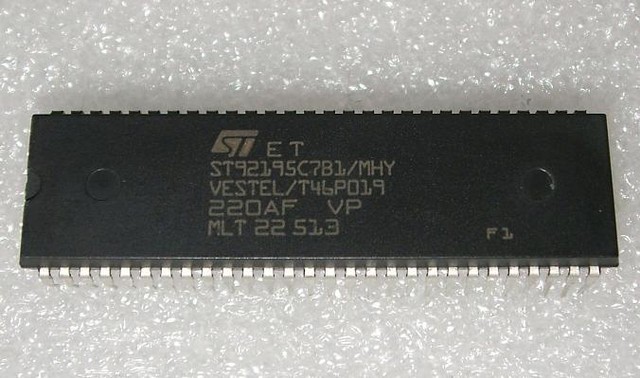 ST ET
ST92195C7B1/MHY
VESTEL/T46P019
220AF VP
MLT 22 513
F1